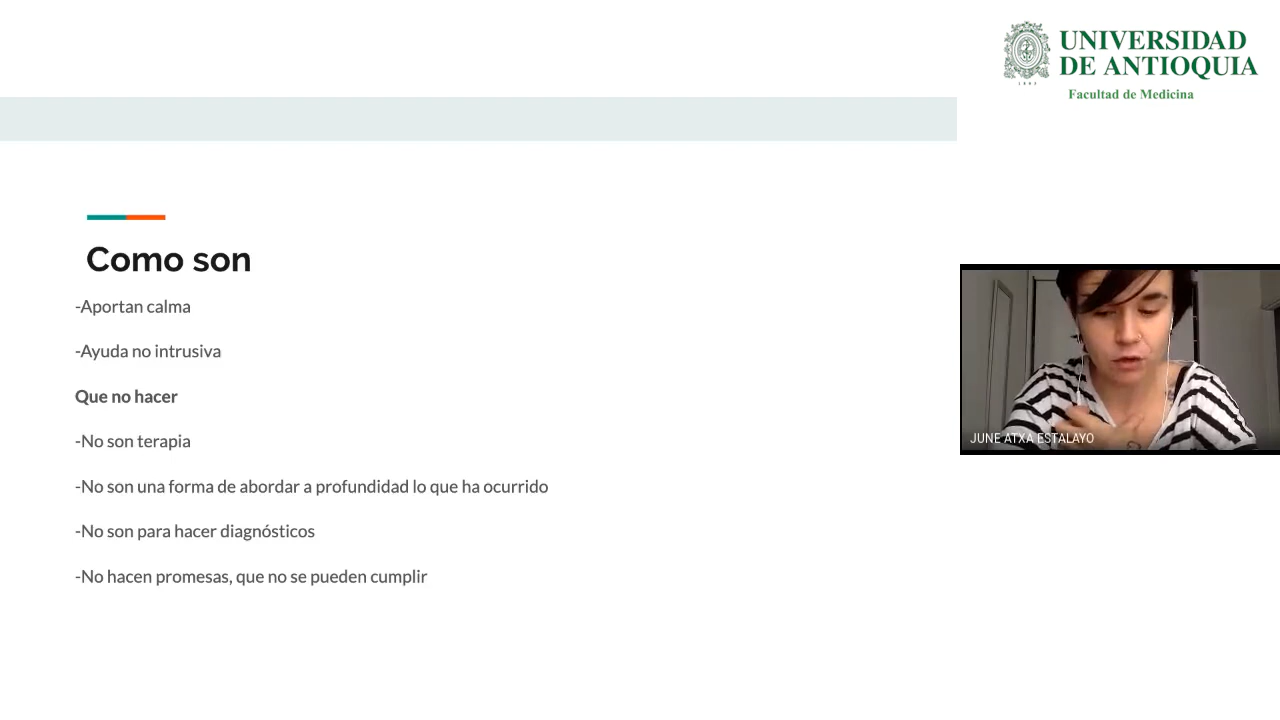 UNIVERSIDAD
DE ANTIOQUIA
1803
Facultad de Medicina
Como son
-Aportan calma
-Ayuda no intrusiva
Que no hacer
-No son terapia
-No son una forma de abordar a profundidad lo que ha ocurrido
-No son para hacer diagnósticos
-No hacen promesas, que no se pueden cumplir
JUNE ATXA ESTALAYO